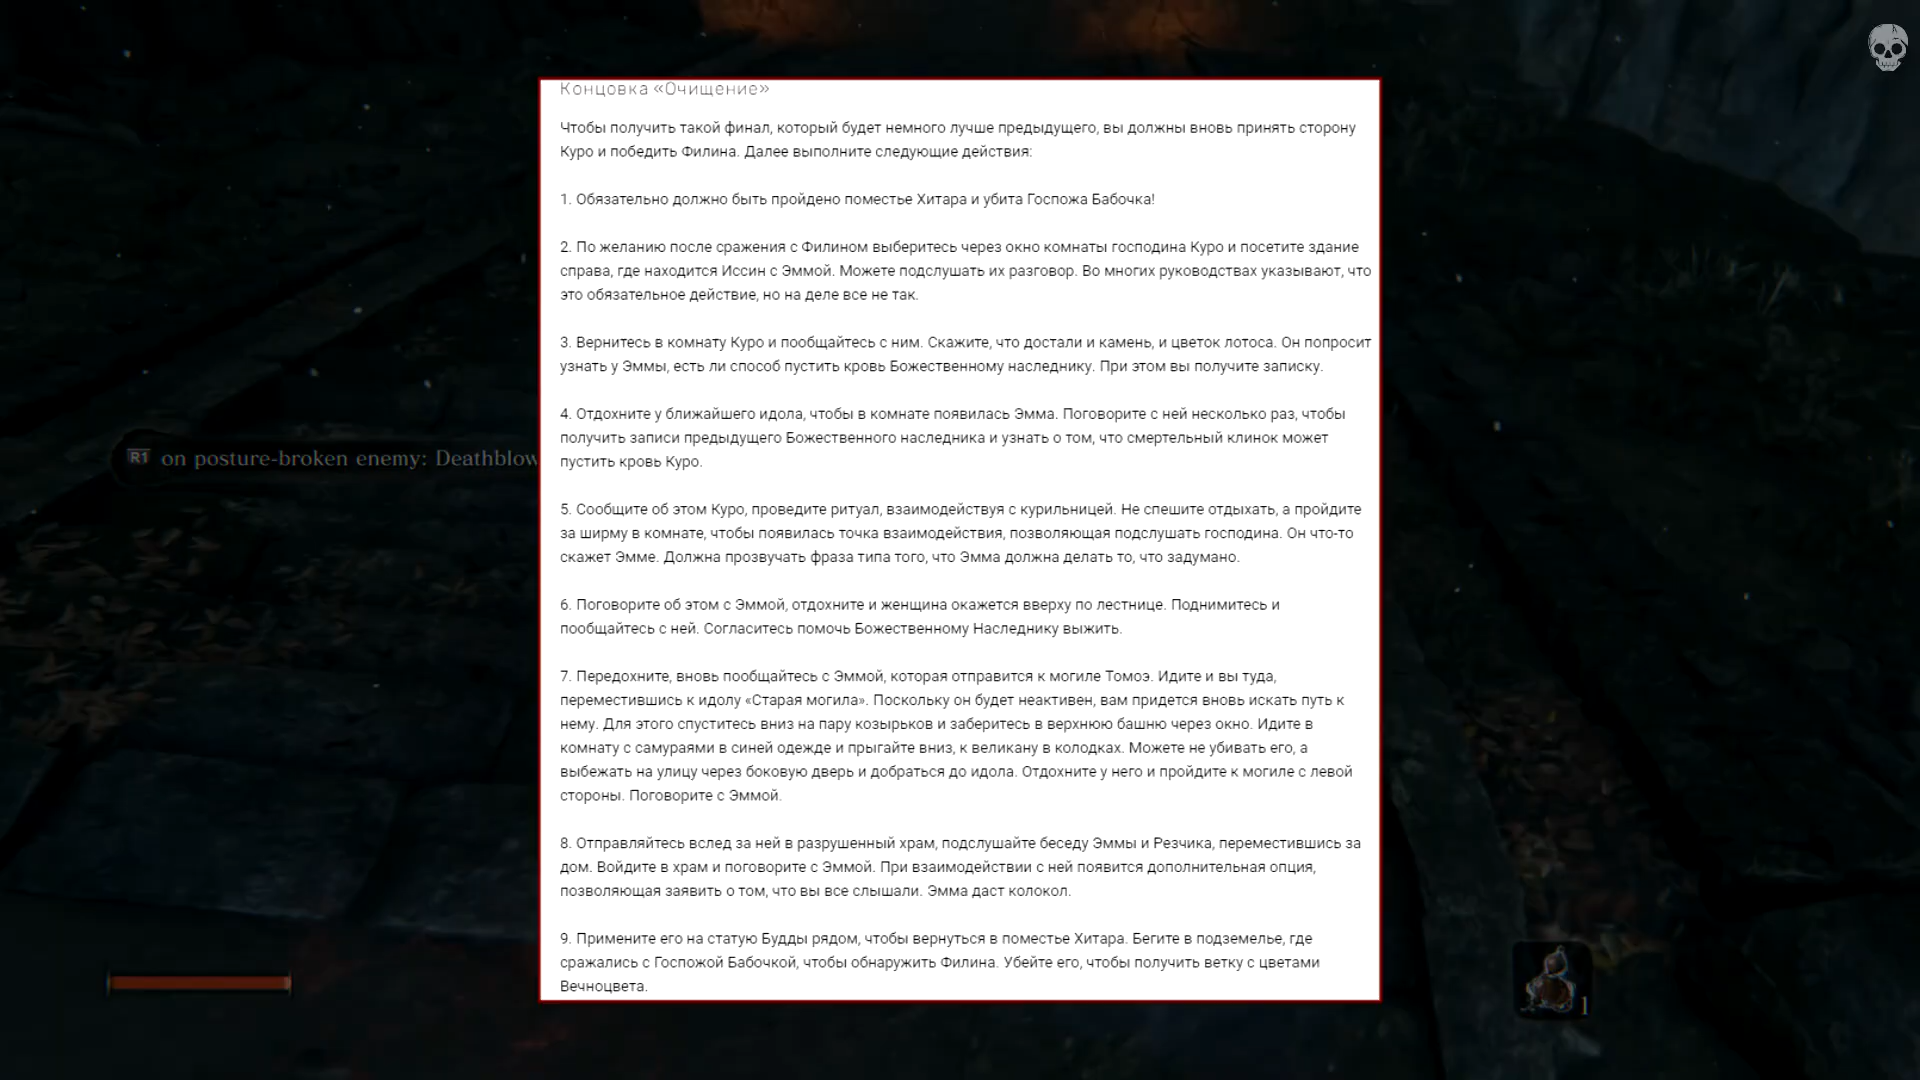 Концовка «Очищение»
Чтобы получить такой финал, который будет немного лучше предыдущего, вы должны вновь принять сторону
Куро и победить Филина. Далее выполните следующие действия:
1. Обязательно должно быть пройдено поместье Хитара и убита Госпожа Бабочка!
2. По желанию после сражения с Филином выберитесь через окно комнаты господина Куро и посетите здание
справа, где находится Иссин с Эммой. Можете подслушать их разговор. Во многих руководствах указывают, что
это обязательное действие, но на деле все не так.
3. Вернитесь в комнату Куро и пообщайтесь с ним. Скажите, что достали и камень, и цветок лотоса. Он попросит
узнать у Эммы, есть ли способ пустить кровь Божественному наследнику. При этом вы получите записку.
4. Отдохните у ближайшего идола, чтобы в комнате появилась Эмма. Поговорите с ней несколько раз, чтобы
получить записи предыдущего Божественного наследника и узнать о том, что смертельный клинок может
пустить кровь Куро.
R1 on posture-broken enemy: Deathblow
5. Сообщите об этом Куро, проведите ритуал, взаимодействуя с курильницей. Не спешите отдыхать, а пройдите
за ширму в комнате, чтобы появилась точка взаимодействия, позволяющая подслушать господина. Он что-то
скажет Эмме. Должна прозвучать фраза типа того, что Эмма должна делать то, что задумано.
6. Поговорите об этом с Эммой, отдохните и женщина окажется вверху по лестнице. Поднимитесь и
пообщайтесь с ней. Согласитесь помочь Божественному Наследнику выжить.
7. Передохните, вновь пообщайтесь с Эммой, которая отправится к могиле Томоэ. Идите и вы туда,
переместившись к идолу «Старая могила». Поскольку он будет неактивен, вам придется вновь искать путь к
нему. Для этого спуститесь вниз на пару козырьков и заберитесь в верхнюю башню через окно. Идите в
комнату с самураями в синей одежде и прыгайте вниз, к великану в колодках. Можете не убивать его, а
выбежать на улицу через боковую дверь и добраться до идола. Отдохните у него и пройдите к могиле с левой
стороны. Поговорите с Эммой.
8. Отправляйтесь вслед за ней в разрушенный храм, подслушайте беседу Эммы и Резчика, переместившись за
дом. Войдите в храм и поговорите с Эммой. При взаимодействии с ней появится дополнительная опция,
позволяющая заявить о том, что вы все слышали. Эмма даст колокол.
9. Примените его на статую Будды рядом, чтобы вернуться в поместье Хитара. Бегите в подземелье, где
сражались с Госпожой Бабочкой, чтобы обнаружить Филина. Убейте его, чтобы получить ветку с цветами
Вечноцвета.
1